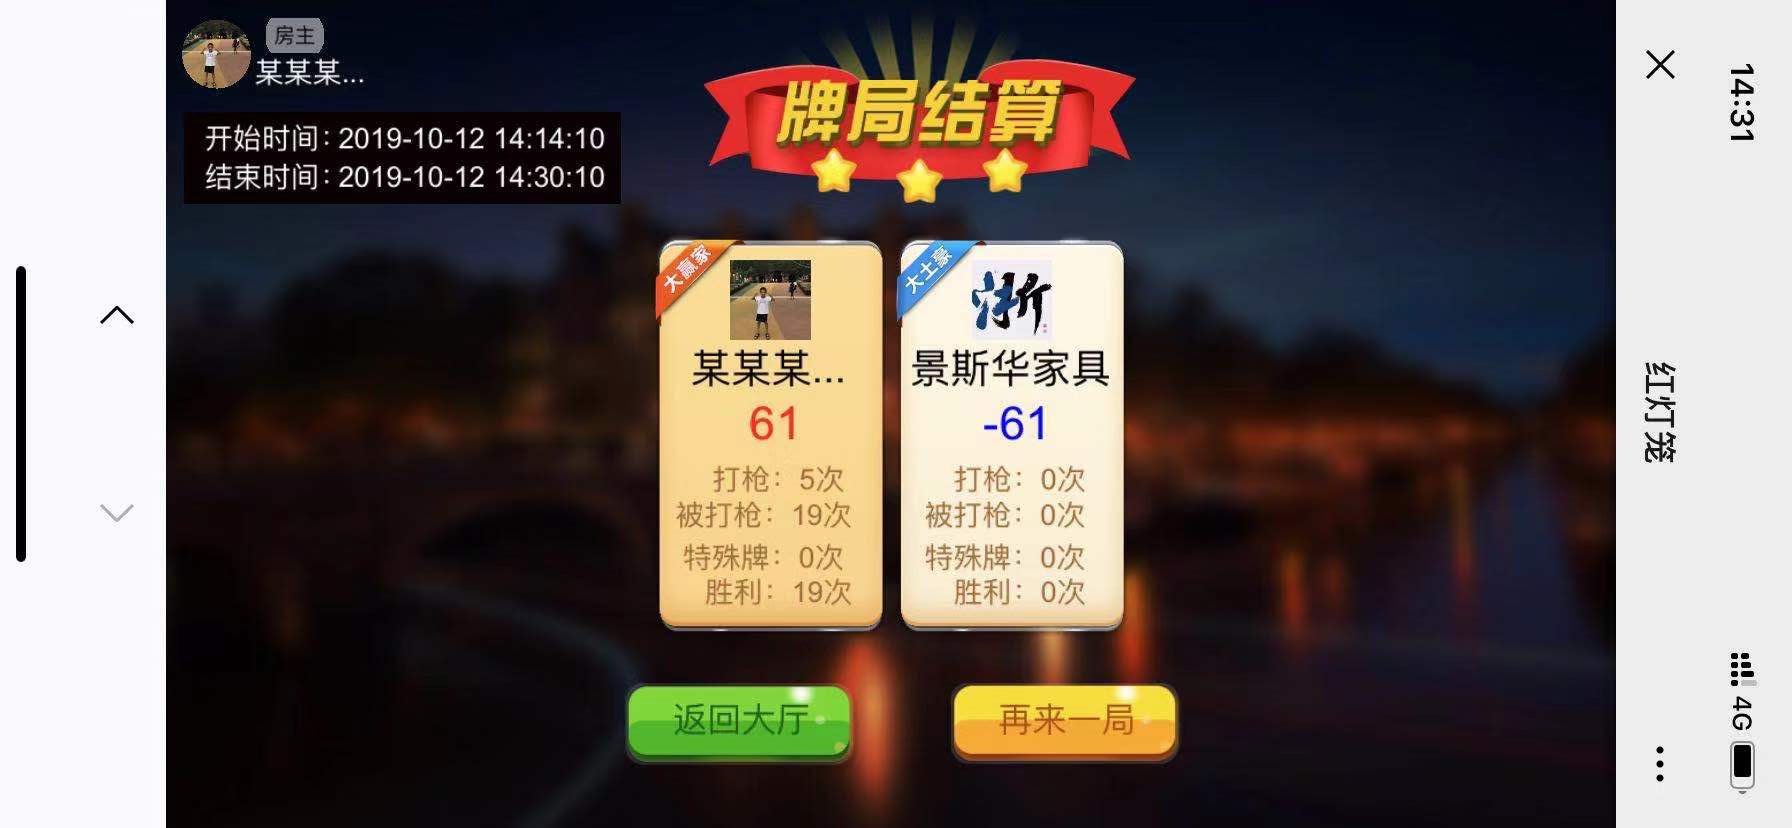 房主
某某某...
开始时间：2019-10-12 14:14:10
结束时间：2019-10-12 14:30:10
牌局结算
大赢家
某某某...
61
打枪：5次
被打枪：19次
特殊牌：0次
胜利：19次
大土豪
浙
景斯华家具
-61
打枪：0次
被打枪：0次
特殊牌：0次
胜利：0次
返回大厅
再来一局
14:31
红灯笼
4G